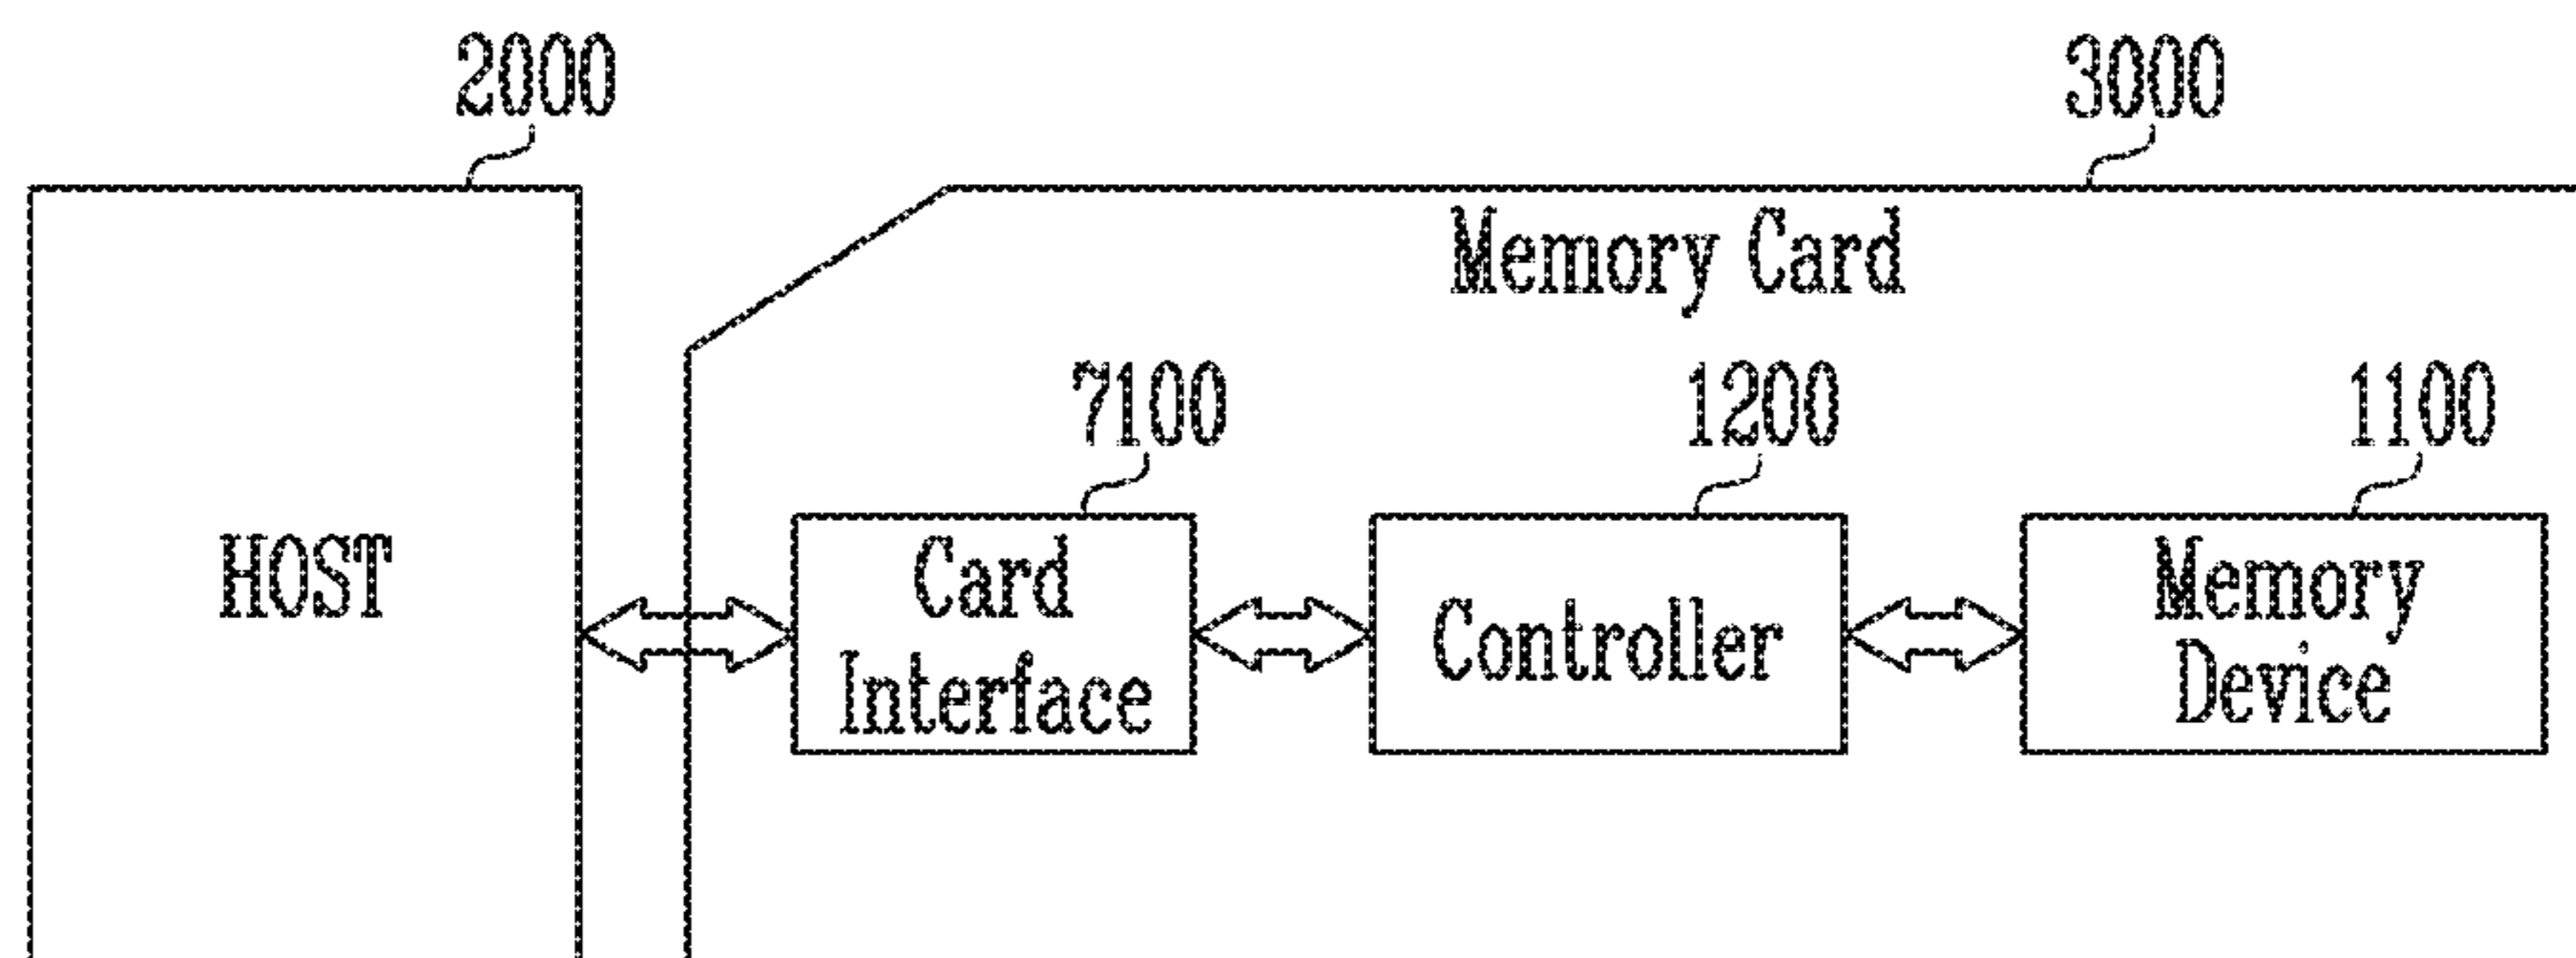 2000
3000
Memory Card
7100
1200
1100
HOST
Card
Interface
Controller
Memory
Device